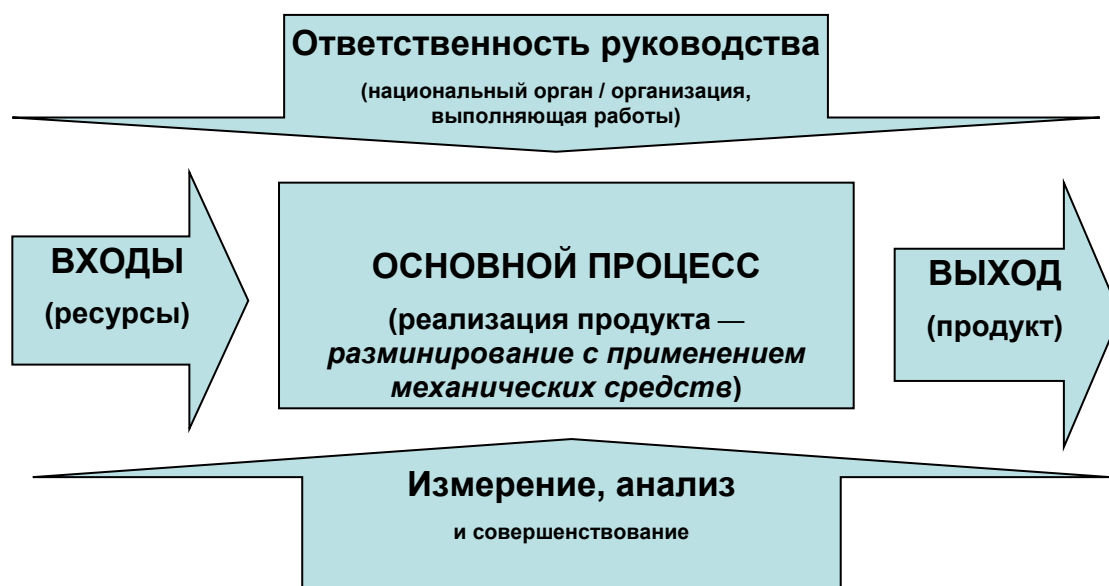 Ответственность руководства
(национальный орган / организация,
выполняющая работы)
ВХОДЫ
(ресурсы)
ОСНОВНОЙ ПРОЦЕСС
(реализация продукта —
разминирование с применением
механических средств)
ВЫХОД
(продукт)
Измерение, анализ
и совершенствование